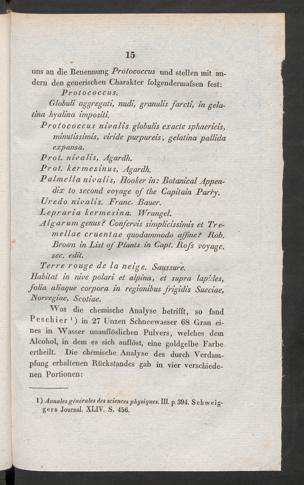 15
uns an die Benennung Protococcus und stellen mit an-
dern den generischen Charakter folgendermaſsen fest:
Protococcus.
Globuli aggregati, nudi, granulis farcti, in gela-
tina hyalina impositi.
Protococcus nivalis globulis exacte sphaericis,
minutissimis, viride purpureis, gelatina pallida
expansa.
Prot. nivalis, Agardh.
Prot. kermesinus, Agardh.
Palmella nivalis, Hooker in: Botanical Appen-
dix to second voyage of the Capitain Parry.
Uredo nivalis. Franc. Bauer.
Lepraria kermesina. Wrangel.
Algarum genus? Confervis simplicissimis et Tre-
mellae cruentae quodammodo affine? Rob.
Brown in List of Plants in Capt. Roſs voyage,
sec. edit.
Terre rouge de la neige. Saussure.
Habitat in nive polari et alpina, et supra lapides,
folia aliaque corpora in regionibus frigidis Sueciae,
Norvegiae, Scotiae.
Was die chemische Analyse betrifft, so fand
Peschier ¹) in 27 Unzen Schneewasser 68 Gran ei-
nes in Wasser unauflöslichen Pulvers, welches dem
Alcohol, in dem es sich auflöst, eine goldgelbe Farbe
ertheilt. Die chemische Analyse des durch Verdam-
pfung erhaltenen Rückstandes gab in vier verschiede-
nen Portionen:
1) Annales générales des sciences physiques. III. p. 394. Schweig-
gers Journal. XLIV. S. 456.